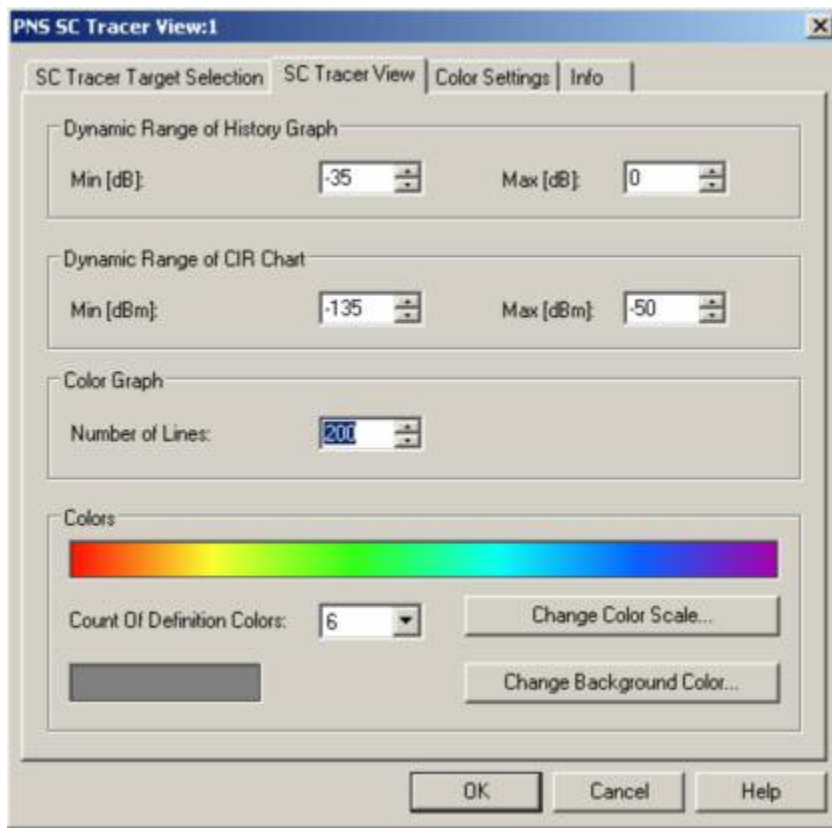 PNS SC Tracer View:1
SC Tracer Target Selection SC Tracer View Color Settings Info
Dynamic Range of History Graph
Min [dB]: -35 Max [dB]: 0
Dynamic Range of CIR Chart
Min [dBm]: -135 Max [dBm]: -50
Color Graph
Number of Lines: 200
Colors
Count Of Definition Colors: 6 Change Color Scale...
Change Background Color...
OK Cancel Help